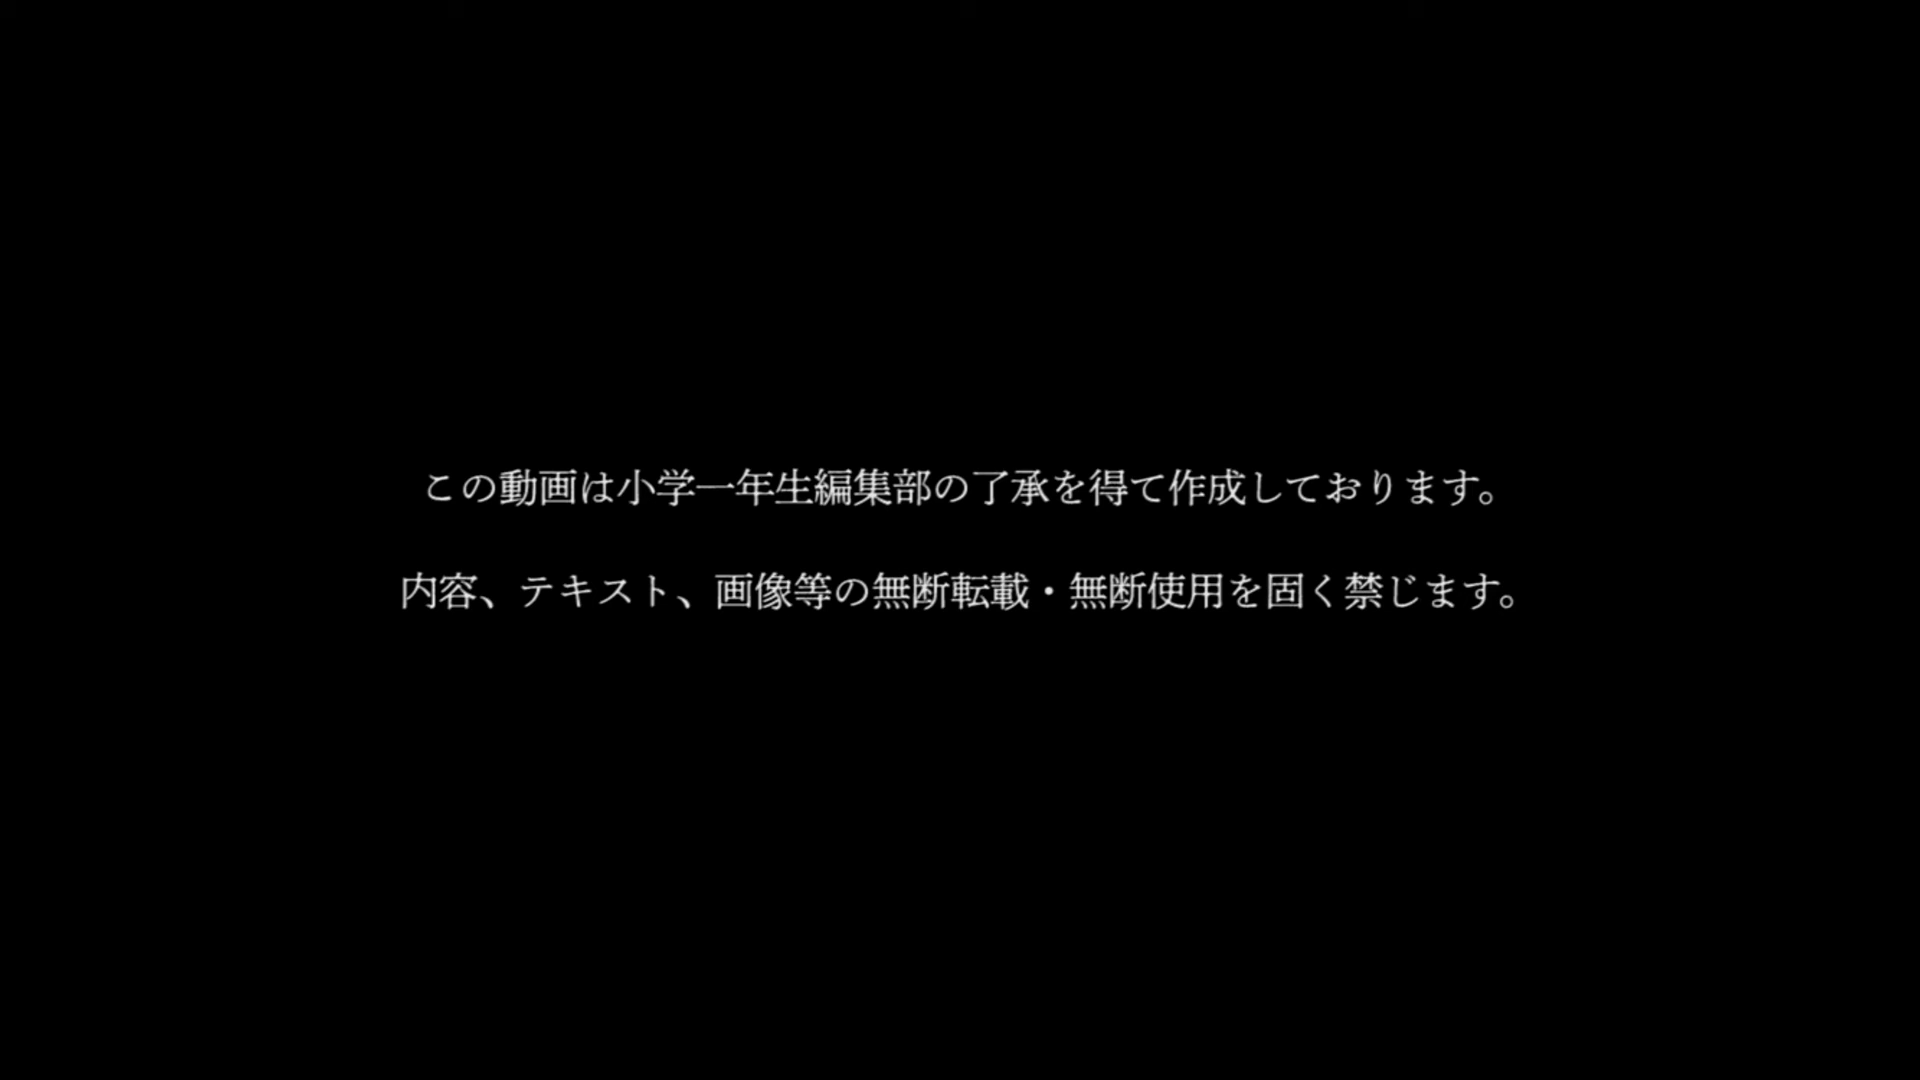 この動画は小学一年生編集部の了承を得て作成しております。
内容、テキスト、画像等の無断転載・無断使用を固く禁じます。